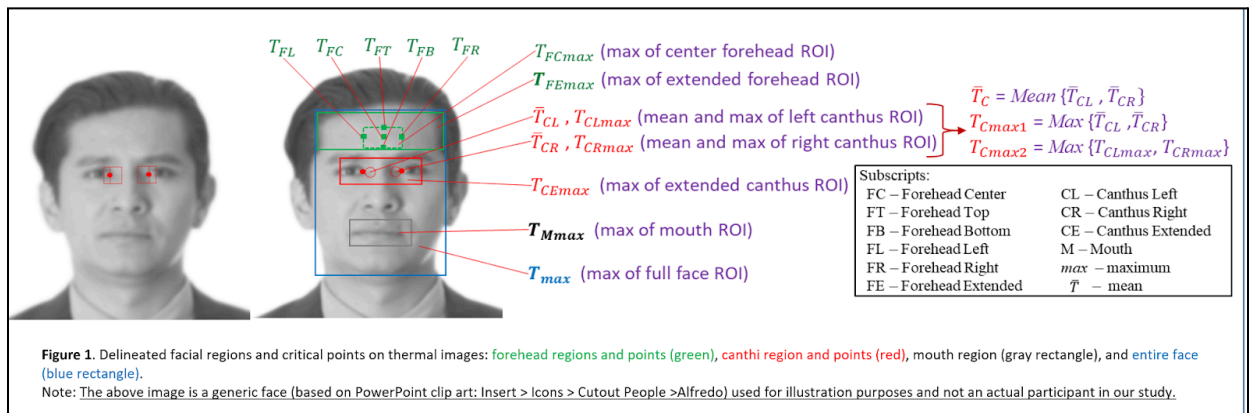 T_FL T_FC T_FT T_FB T_FR
T_FCmax (max of center forehead ROI)
T_FEmax (max of extended forehead ROI)
T̄_CL , T_CLmax (mean and max of left canthus ROI)
T̄_CR , T_CRmax (mean and max of right canthus ROI)
T_CEmax (max of extended canthus ROI)
T_Mmax (max of mouth ROI)
T_max (max of full face ROI)
T̄_C = Mean {T̄_CL , T̄_CR}
T_Cmax1 = Max {T̄_CL , T̄_CR}
T_Cmax2 = Max {T_CLmax, T_CRmax}
Subscripts:
FC – Forehead Center CL – Canthus Left
FT – Forehead Top CR – Canthus Right
FB – Forehead Bottom CE – Canthus Extended
FL – Forehead Left M – Mouth
FR – Forehead Right max – maximum
FE – Forehead Extended T̄ – mean
Figure 1. Delineated facial regions and critical points on thermal images: forehead regions and points (green), canthi region and points (red), mouth region (gray rectangle), and entire face
(blue rectangle).
Note: The above image is a generic face (based on PowerPoint clip art: Insert > Icons > Cutout People >Alfredo) used for illustration purposes and not an actual participant in our study.